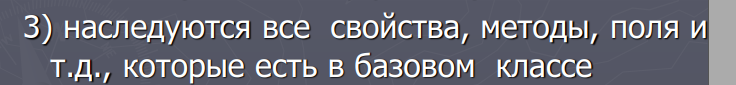 3) наследуются все свойства, методы, поля и
т.д., которые есть в базовом классе